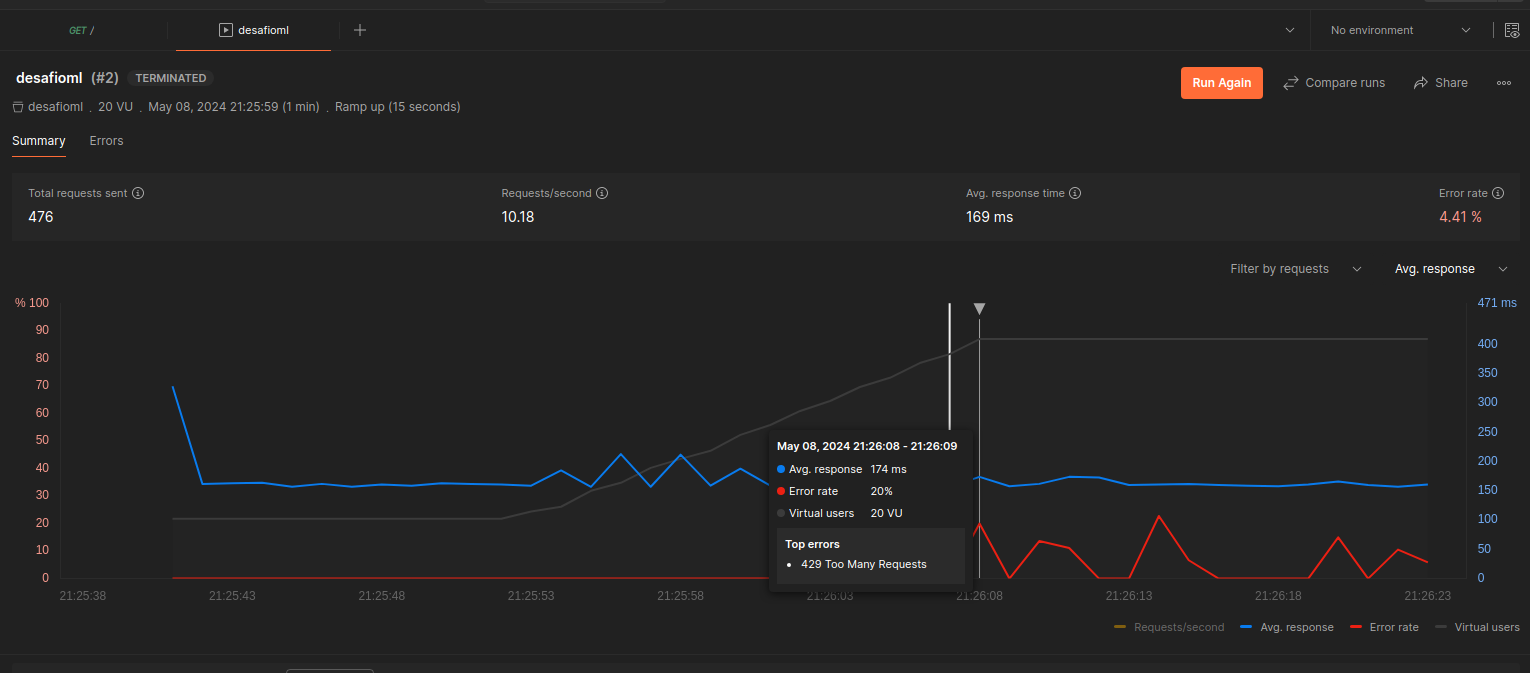 GET /
desafioml
No environment
desafioml (#2) TERMINATED
Run Again
Compare runs
Share
desafioml . 20 VU . May 08, 2024 21:25:59 (1 min) . Ramp up (15 seconds)
Summary
Errors
Total requests sent
476
Requests/second
10.18
Avg. response time
169 ms
Error rate
4.41 %
Filter by requests
Avg. response
% 100
90
80
70
60
50
40
30
20
10
0
471 ms
400
350
300
250
200
150
100
50
0
May 08, 2024 21:26:08 - 21:26:09
Avg. response 174 ms
Error rate 20%
Virtual users 20 VU
Top errors
• 429 Too Many Requests
21:25:38
21:25:43
21:25:48
21:25:53
21:25:58
21:26:03
21:26:08
21:26:13
21:26:18
21:26:23
Requests/second
Avg. response
Error rate
Virtual users